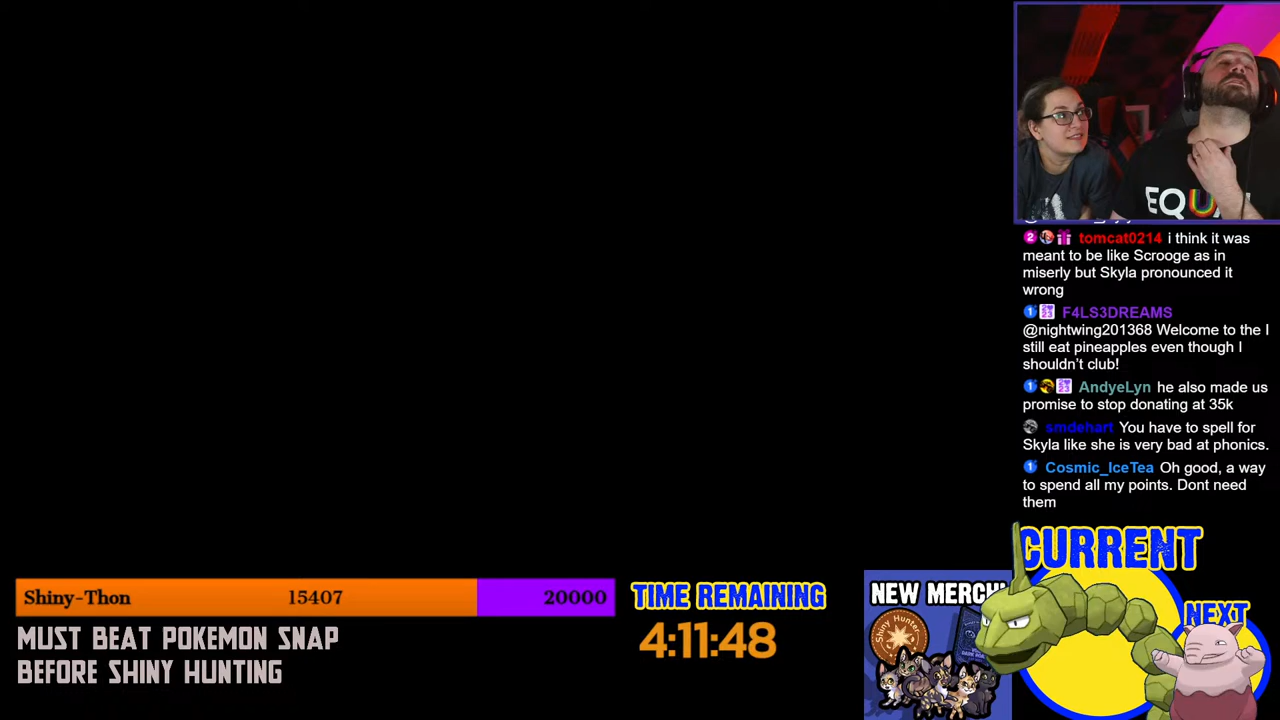 EQUA
tomcat0214 i think it was
meant to be like Scrooge as in
miserly but Skyla pronounced it
wrong
F4LS3DREAMS
@nightwing201368 Welcome to the I
still eat pineapples even though I
shouldn't club!
AndyeLyn he also made us
promise to stop donating at 35k
smdehart You have to spell for
Skyla like she is very bad at phonics.
Cosmic_IceTea Oh good, a way
to spend all my points. Dont need
them
CURRENT
NEXT
NEW MERCH!
Shiny Hunter
TIME REMAINING
4:11:48
Shiny-Thon 15407 20000
MUST BEAT POKEMON SNAP
BEFORE SHINY HUNTING